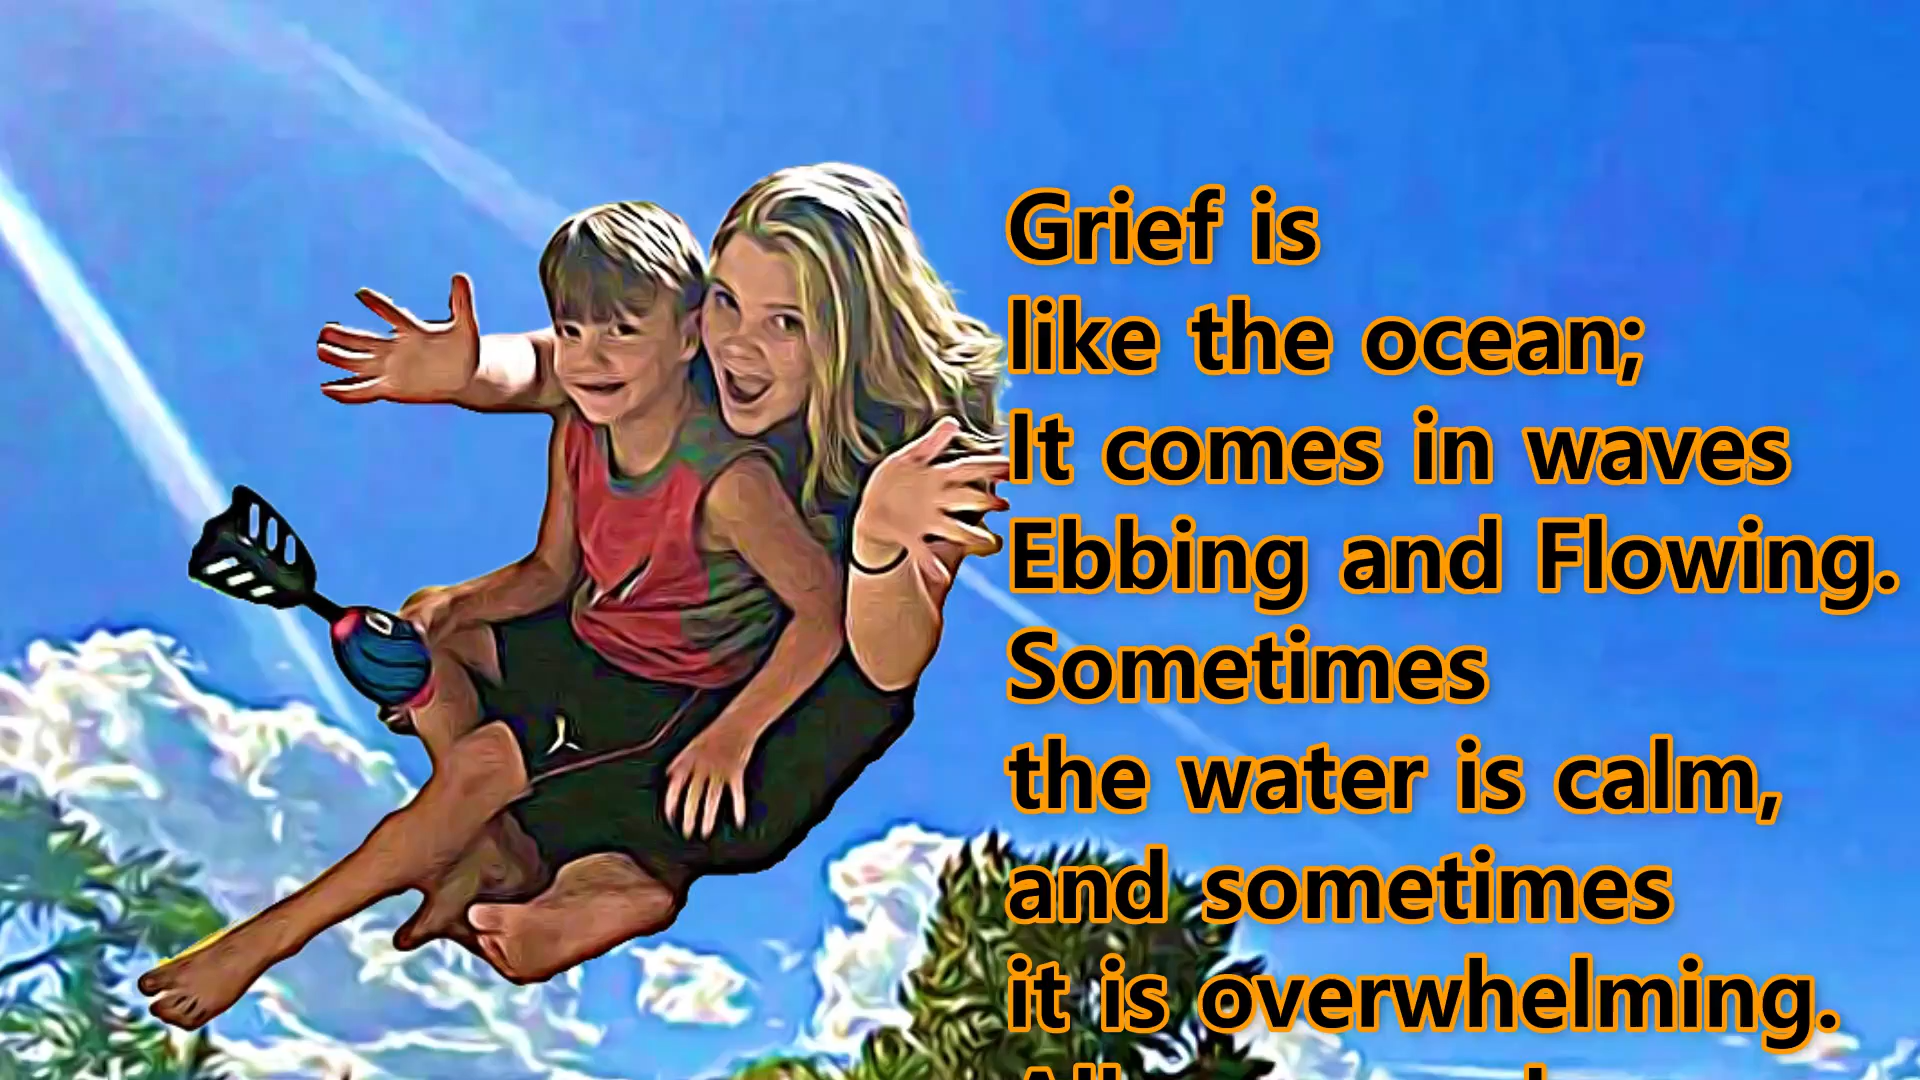 Grief is
like the ocean;
It comes in waves
Ebbing and Flowing.
Sometimes
the water is calm,
and sometimes
it is overwhelming.